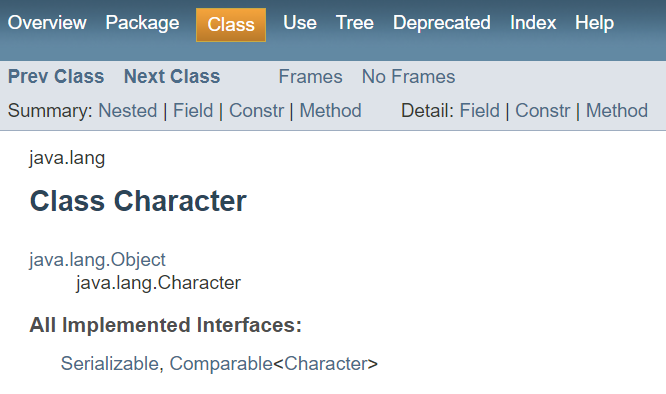 Overview Package Class Use Tree Deprecated Index Help
Prev Class Next Class Frames No Frames
Summary: Nested | Field | Constr | Method Detail: Field | Constr | Method
java.lang
Class Character
java.lang.Object
java.lang.Character
All Implemented Interfaces:
Serializable, Comparable<Character>